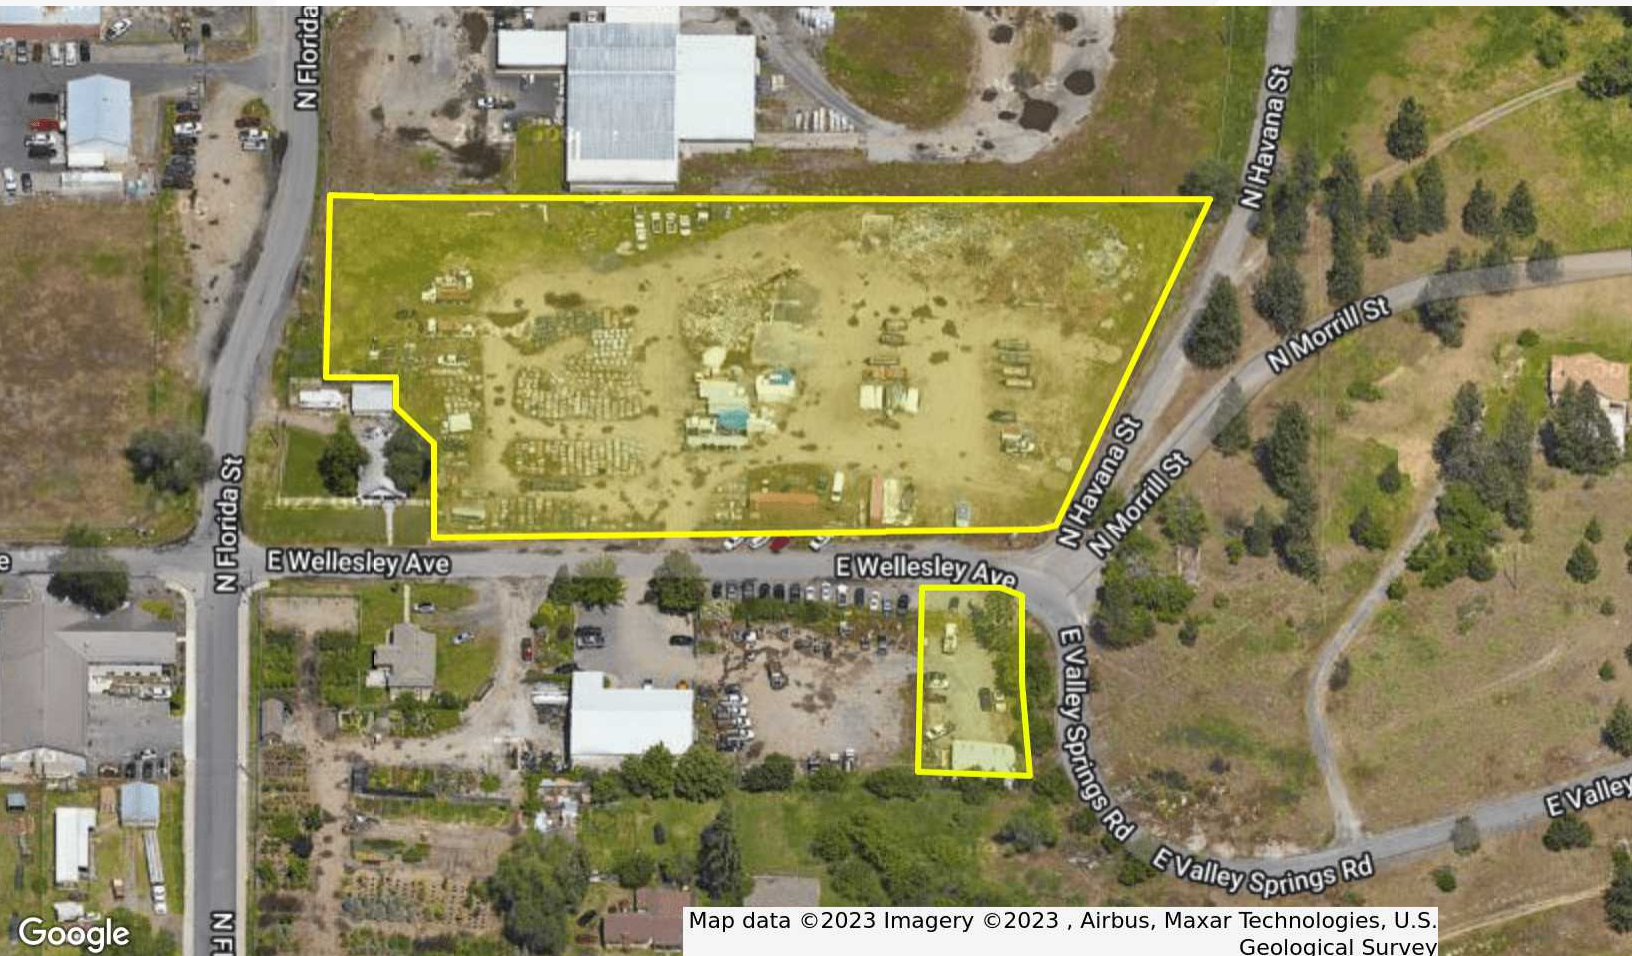 N Florida
N Havana St
N Morrill St
N Havana St
N Morrill St
N Florida St
E Wellesley Ave
E Wellesley Ave
e
E Valley Springs Rd
E Valley
E Valley Springs Rd
N F
Google
Map data ©2023 Imagery ©2023 , Airbus, Maxar Technologies, U.S.
Geological Survey